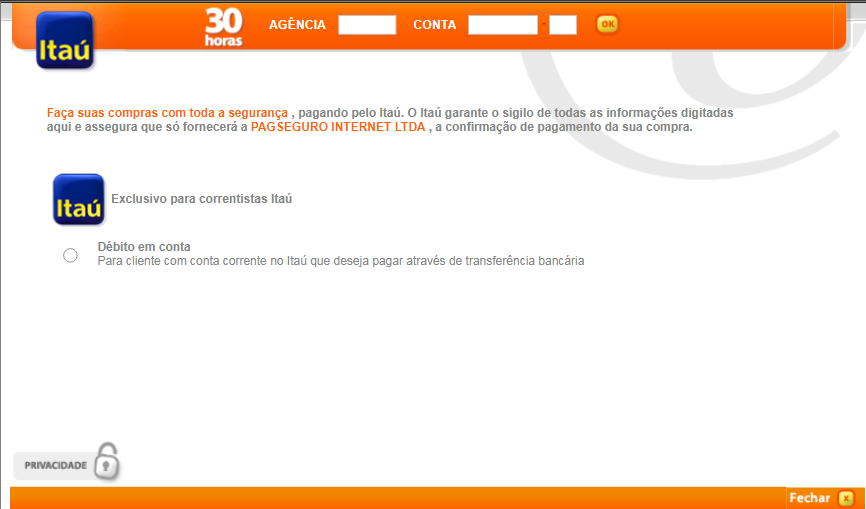 Itaú
30
horas
AGÊNCIA
CONTA
-
OK
Faça suas compras com toda a segurança , pagando pelo Itaú. O Itaú garante o sigilo de todas as informações digitadas
aqui e assegura que só fornecerá a PAGSEGURO INTERNET LTDA , a confirmação de pagamento da sua compra.
Itaú
Exclusivo para correntistas Itaú
Débito em conta
Para cliente com conta corrente no Itaú que deseja pagar através de transferência bancária
PRIVACIDADE
Fechar x